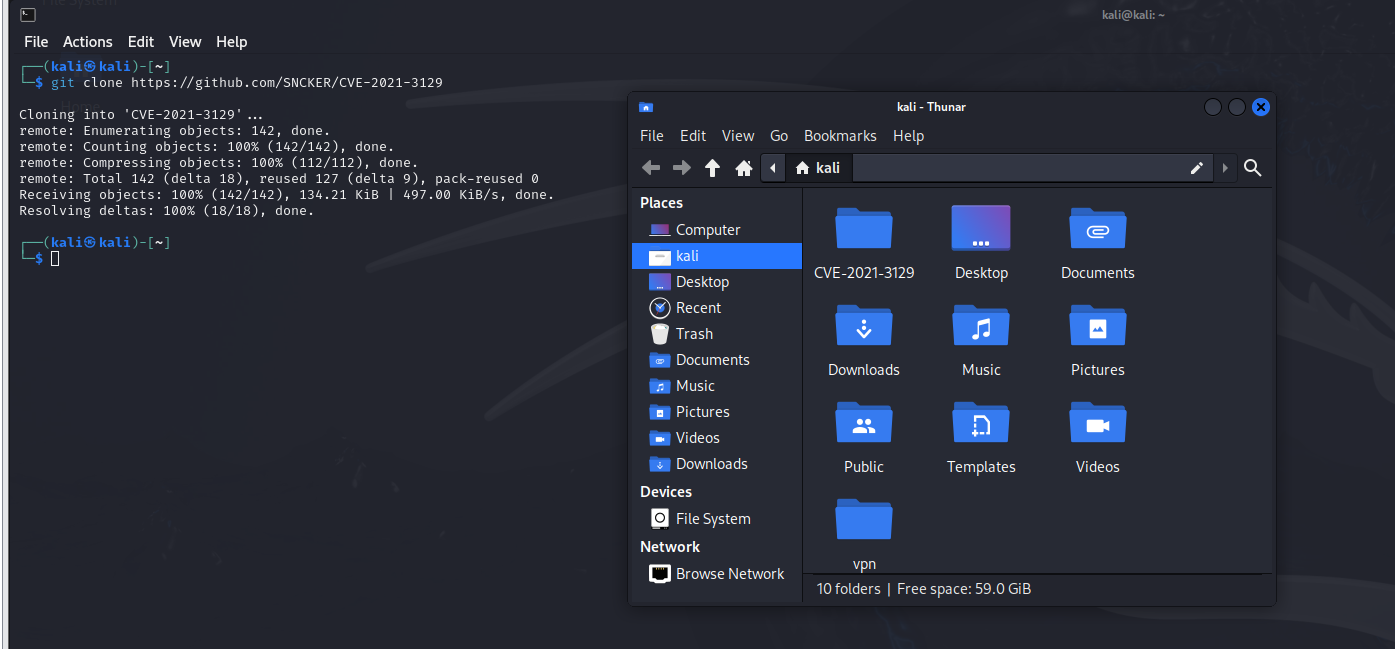 File System
kali@kali: ~
File Actions Edit View Help
┌──(kali㉿kali)-[~]
└─$ git clone https://github.com/SNCKER/CVE-2021-3129
Home
Cloning into 'CVE-2021-3129'...
remote: Enumerating objects: 142, done.
remote: Counting objects: 100% (142/142), done.
remote: Compressing objects: 100% (112/112), done.
remote: Total 142 (delta 18), reused 127 (delta 9), pack-reused 0
Receiving objects: 100% (142/142), 134.21 KiB | 497.00 KiB/s, done.
Resolving deltas: 100% (18/18), done.
┌──(kali㉿kali)-[~]
└─$
kali - Thunar
File Edit View Go Bookmarks Help
kali
Places
Computer
kali
Desktop
Recent
Trash
Documents
Music
Pictures
Videos
Downloads
Devices
File System
Network
Browse Network
CVE-2021-3129 Desktop Documents
Downloads Music Pictures
Public Templates Videos
vpn
10 folders | Free space: 59.0 GiB